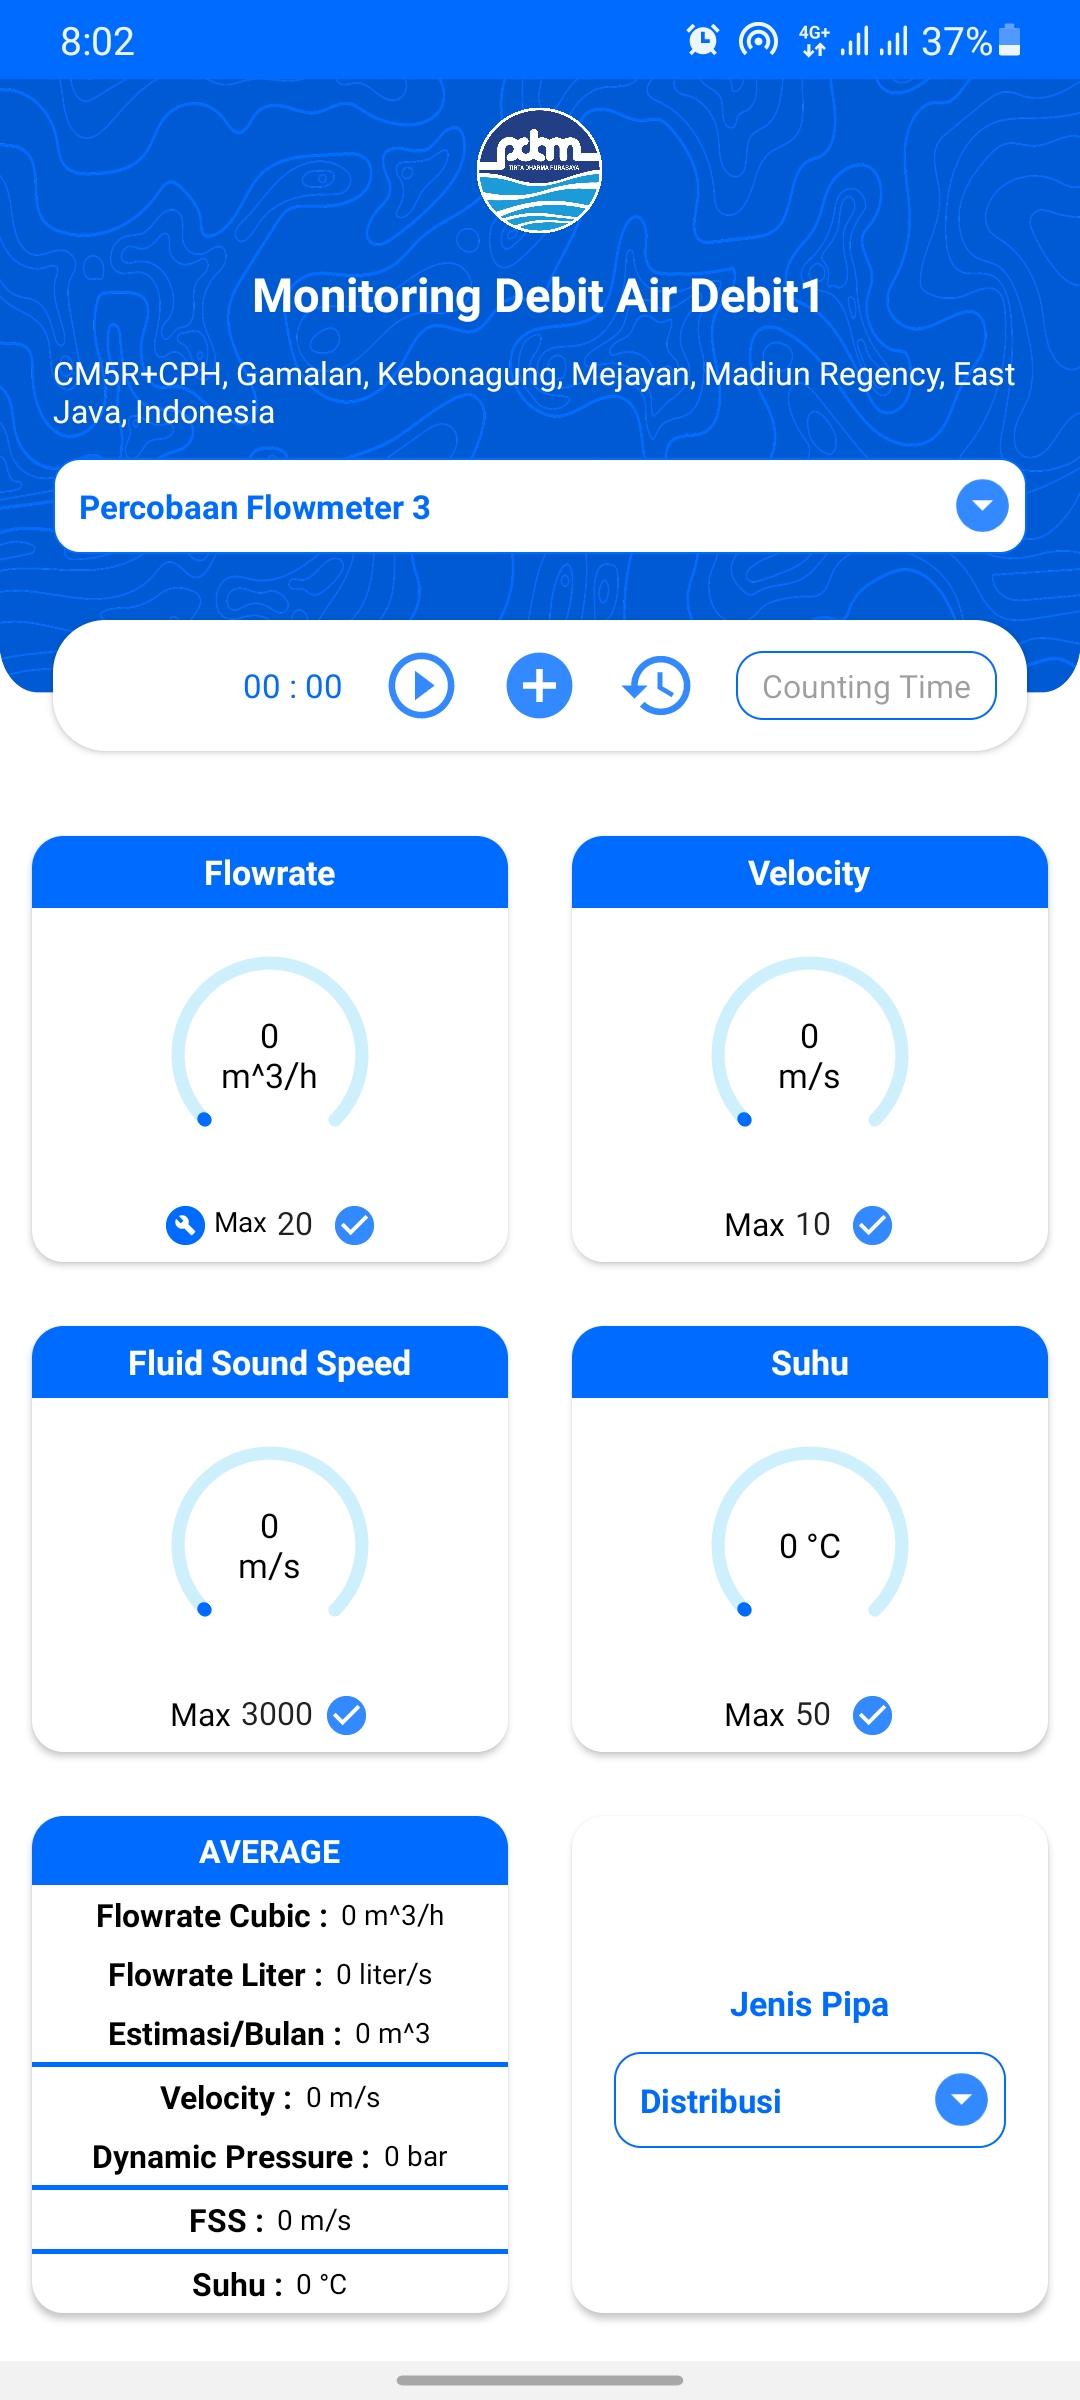 8:02
4G+
37%
pdam
TIRTA DHARMA PURABAYA
Monitoring Debit Air Debit1
CM5R+CPH, Gamalan, Kebonagung, Mejayan, Madiun Regency, East
Java, Indonesia
Percobaan Flowmeter 3
00 : 00
Counting Time
Flowrate
0
m^3/h
Max 20
Velocity
0
m/s
Max 10
Fluid Sound Speed
0
m/s
Max 3000
Suhu
0 °C
Max 50
AVERAGE
Flowrate Cubic : 0 m^3/h
Flowrate Liter : 0 liter/s
Estimasi/Bulan : 0 m^3
Velocity : 0 m/s
Dynamic Pressure : 0 bar
FSS : 0 m/s
Suhu : 0 °C
Jenis Pipa
Distribusi